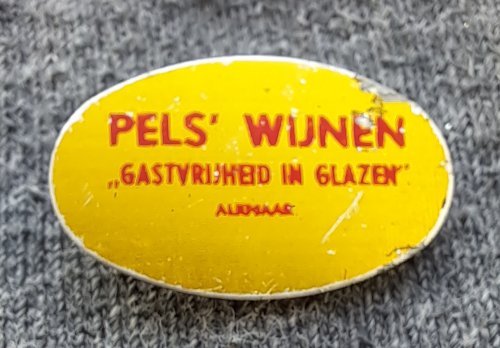 PELS' WIJNEN
„GASTVRIJHEID IN GLAZEN"
ALKMAAR